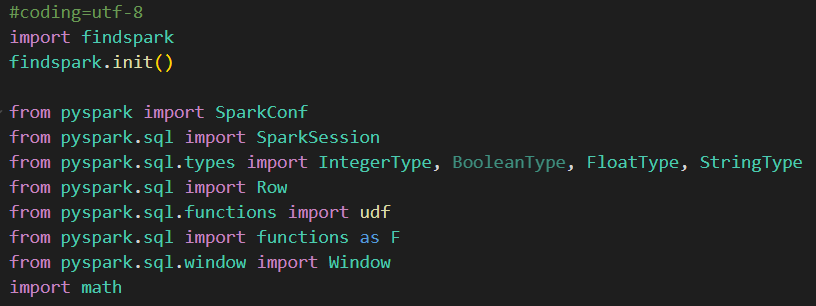 #coding=utf-8
import findspark
findspark.init()
from pyspark import SparkConf
from pyspark.sql import SparkSession
from pyspark.sql.types import IntegerType, BooleanType, FloatType, StringType
from pyspark.sql import Row
from pyspark.sql.functions import udf
from pyspark.sql import functions as F
from pyspark.sql.window import Window
import math